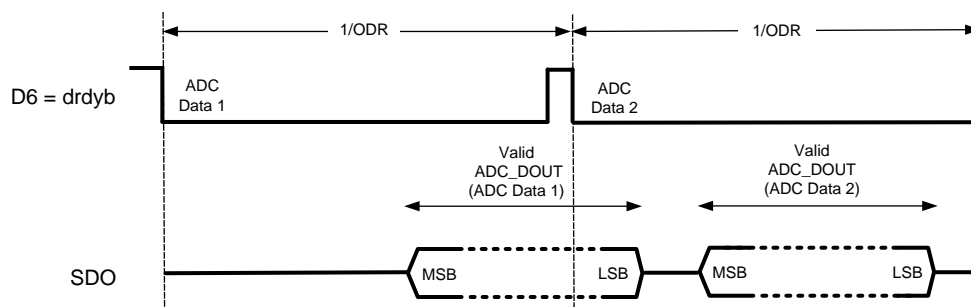 1/ODR
1/ODR
D6 = drdyb
ADC
Data 1
ADC
Data 2
Valid
ADC_DOUT
(ADC Data 1)
Valid
ADC_DOUT
(ADC Data 2)
SDO
MSB
LSB
MSB
LSB